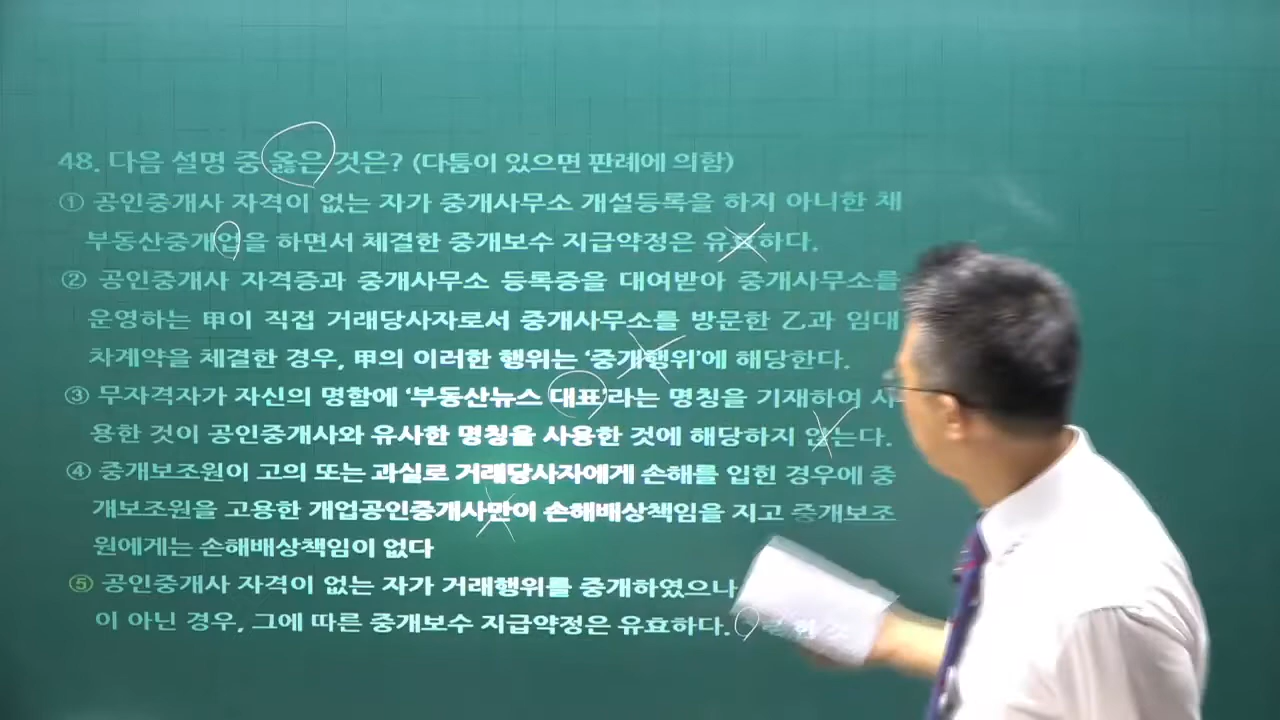 48. 다음 설명 중 옳은 것은? (다툼이 있으면 판례에 의함)
① 공인중개사 자격이 없는 자가 중개사무소 개설등록을 하지 아니한 채
부동산중개업을 하면서 체결한 중개보수 지급약정은 유효하다.
② 공인중개사 자격증과 중개사무소 등록증을 대여받아 중개사무소를
운영하는 甲이 직접 거래당사자로서 중개사무소를 방문한 乙과 임대
차계약을 체결한 경우, 甲의 이러한 행위는 ‘중개행위’에 해당한다.
③ 무자격자가 자신의 명함에 ‘부동산뉴스 대표’라는 명칭을 기재하여 사
용한 것이 공인중개사와 유사한 명칭을 사용한 것에 해당하지 않는다.
④ 중개보조원이 고의 또는 과실로 거래당사자에게 손해를 입힌 경우에 중
개보조원을 고용한 개업공인중개사만이 손해배상책임을 지고 중개보조
원에게는 손해배상책임이 없다
⑤ 공인중개사 자격이 없는 자가 거래행위를 중개하였으나
이 아닌 경우, 그에 따른 중개보수 지급약정은 유효하다.